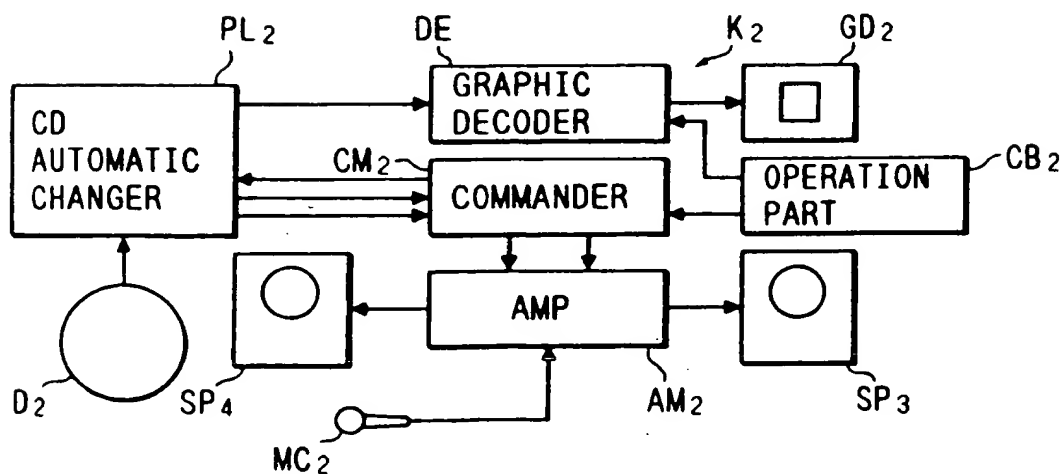 PL₂
DE
K₂
GD₂
CD
AUTOMATIC
CHANGER
GRAPHIC
DECODER
CM₂
COMMANDER
OPERATION
PART
CB₂
AMP
D₂
SP₄
MC₂
AM₂
SP₃